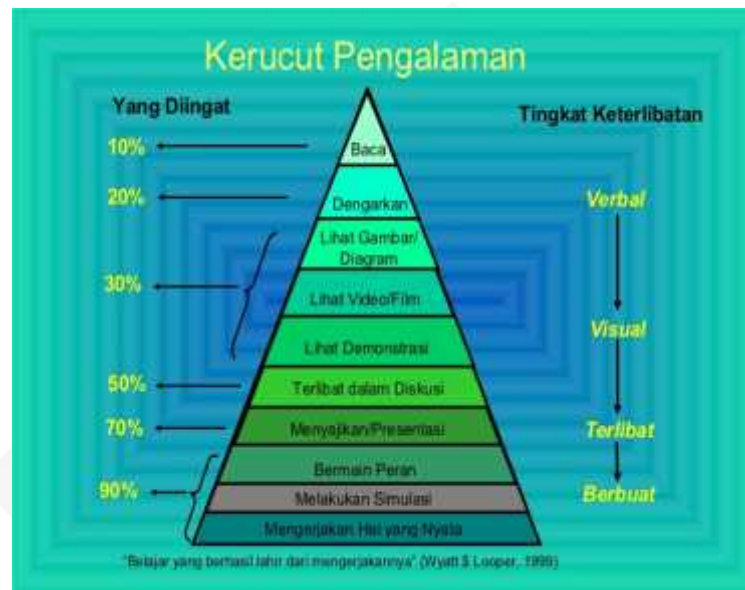 Kerucut Pengalaman
Yang Diingat
Tingkat Keterlibatan
10%
Baca
20%
Dengarkan
Verbal
Lihat Gambar/
Diagram
30%
Lihat Video/Film
Visual
Lihat Demonstrasi
50%
Terlibat dalam Diskusi
70%
Menyajikan/Presentasi
Terlibat
Bermain Peran
90%
Melakukan Simulasi
Berbuat
Mengerjakan Hal yang Nyata
"Belajar yang berhasil lahir dari mengerjakannya" (Wyatt $ Looper, 1999)